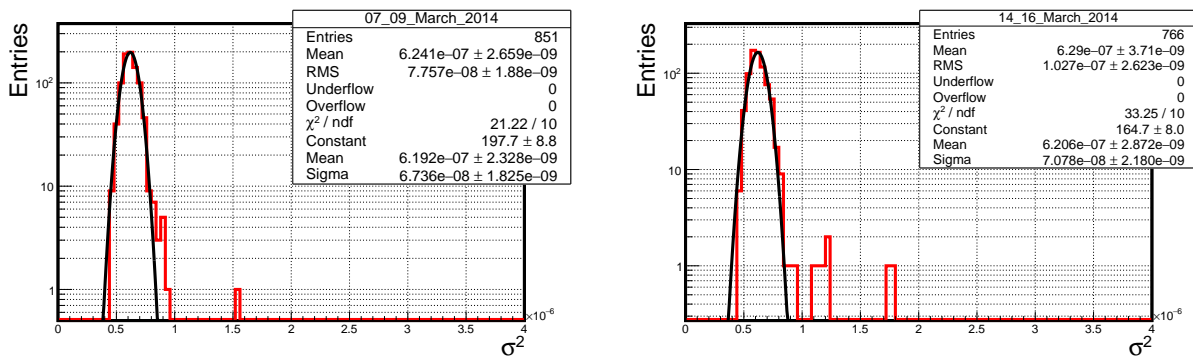 07_09_March_2014
Entries 851
Mean 6.241e−07 ± 2.659e−09
RMS 7.757e−08 ± 1.88e−09
Underflow 0
Overflow 0
χ² / ndf 21.22 / 10
Constant 197.7 ± 8.8
Mean 6.192e−07 ± 2.328e−09
Sigma 6.736e−08 ± 1.825e−09
Entries
10²
10
1
0 0.5 1 1.5 2 2.5 3 3.5 4
×10⁻⁶
σ²
14_16_March_2014
Entries 766
Mean 6.29e−07 ± 3.71e−09
RMS 1.027e−07 ± 2.623e−09
Underflow 0
Overflow 0
χ² / ndf 33.25 / 10
Constant 164.7 ± 8.0
Mean 6.206e−07 ± 2.872e−09
Sigma 7.078e−08 ± 2.180e−09
Entries
10²
10
1
0 0.5 1 1.5 2 2.5 3 3.5 4
×10⁻⁶
σ²